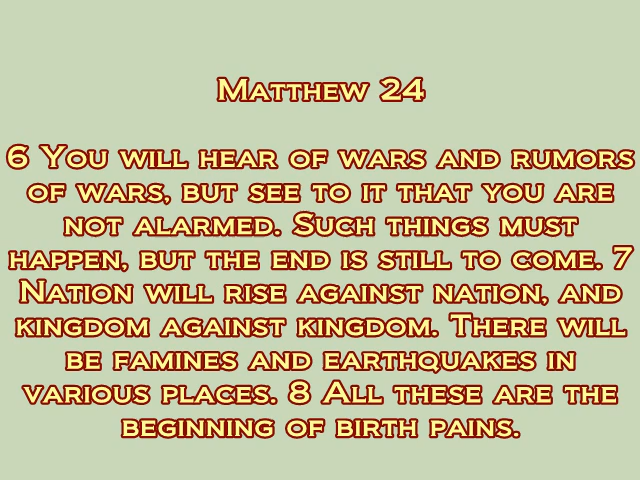 Matthew 24
6 You will hear of wars and rumors
of wars, but see to it that you are
not alarmed. Such things must
happen, but the end is still to come. 7
Nation will rise against nation, and
kingdom against kingdom. There will
be famines and earthquakes in
various places. 8 All these are the
beginning of birth pains.